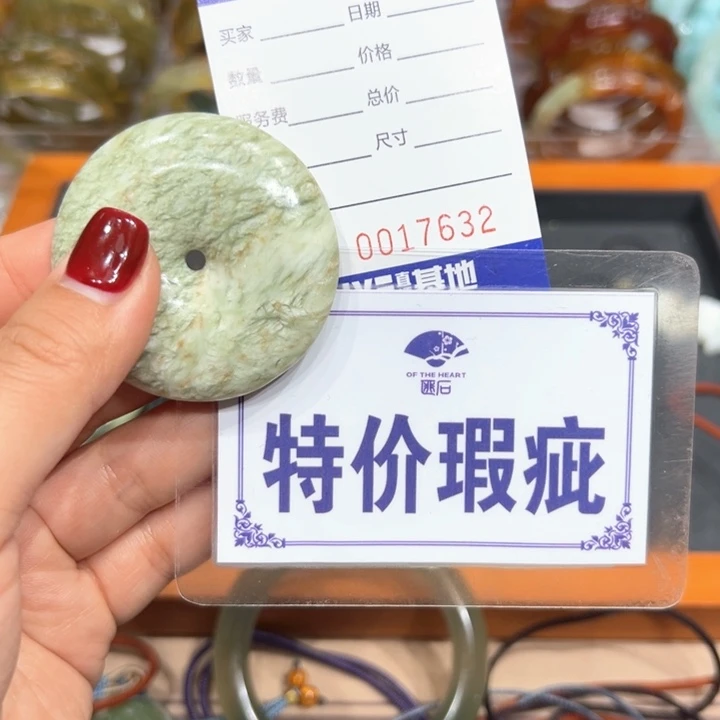 买家 日期
数量 价格
服务费 总价
尺寸
0017632
真基地
OF THE HEART
特价瑕疵